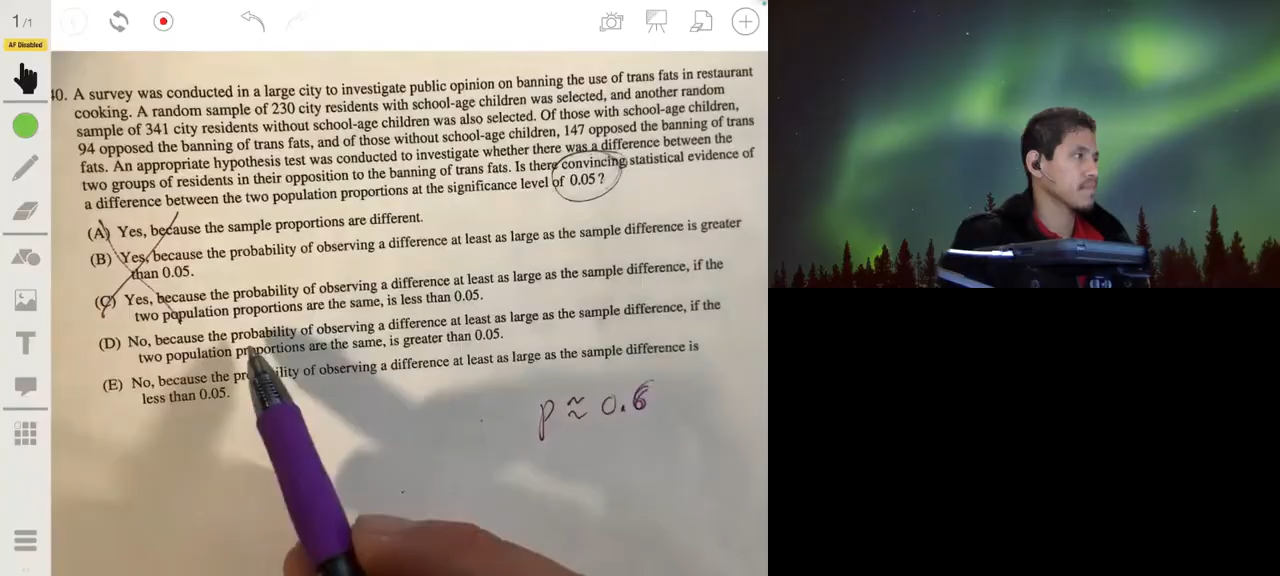 1/1
AF Disabled
40. A survey was conducted in a large city to investigate public opinion on banning the use of trans fats in restaurant
cooking. A random sample of 230 city residents with school-age children was selected, and another random
sample of 341 city residents without school-age children was also selected. Of those with school-age children,
94 opposed the banning of trans fats, and of those without school-age children, 147 opposed the banning of trans
fats. An appropriate hypothesis test was conducted to investigate whether there was a difference between the
two groups of residents in their opposition to the banning of trans fats. Is there convincing statistical evidence of
a difference between the two population proportions at the significance level of 0.05?
(A) Yes, because the sample proportions are different.
(B) Yes, because the probability of observing a difference at least as large as the sample difference is greater
than 0.05.
(C) Yes, because the probability of observing a difference at least as large as the sample difference, if the
two population proportions are the same, is less than 0.05.
(D) No, because the probability of observing a difference at least as large as the sample difference, if the
two population proportions are the same, is greater than 0.05.
(E) No, because the probability of observing a difference at least as large as the sample difference is
less than 0.05.
p ≈ 0.6
T